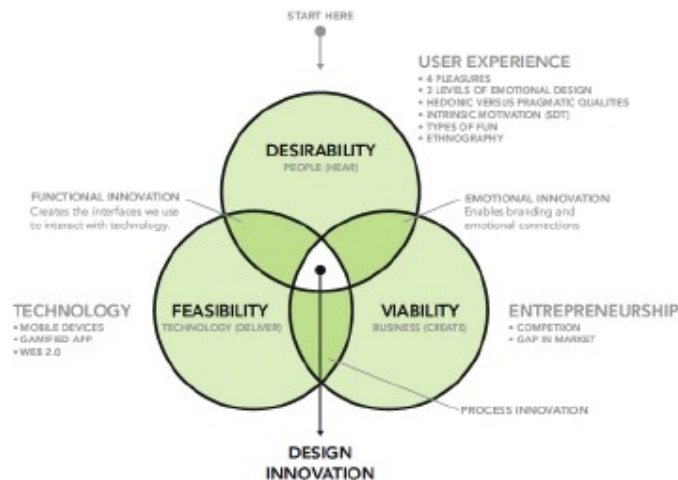 START HERE
USER EXPERIENCE
• 4 PLEASURES
• 3 LEVELS OF EMOTIONAL DESIGN
• HEDONIC VERSUS PRAGMATIC QUALITIES
• INTRINSIC MOTIVATION (SDT)
• TYPES OF FUN
• ETHNOGRAPHY
DESIRABILITY
PEOPLE (HEAR)
FUNCTIONAL INNOVATION
Creates the interfaces we use
to interact with technology.
EMOTIONAL INNOVATION
Enables branding and
emotional connections
TECHNOLOGY
• MOBILE DEVICES
• GAMIFIED APP
• WEB 2.0
FEASIBILITY
TECHNOLOGY (DELIVER)
VIABILITY
BUSINESS (CREATE)
ENTREPRENEURSHIP
• COMPETIION
• GAP IN MARKET
PROCESS INNOVATION
DESIGN
INNOVATION